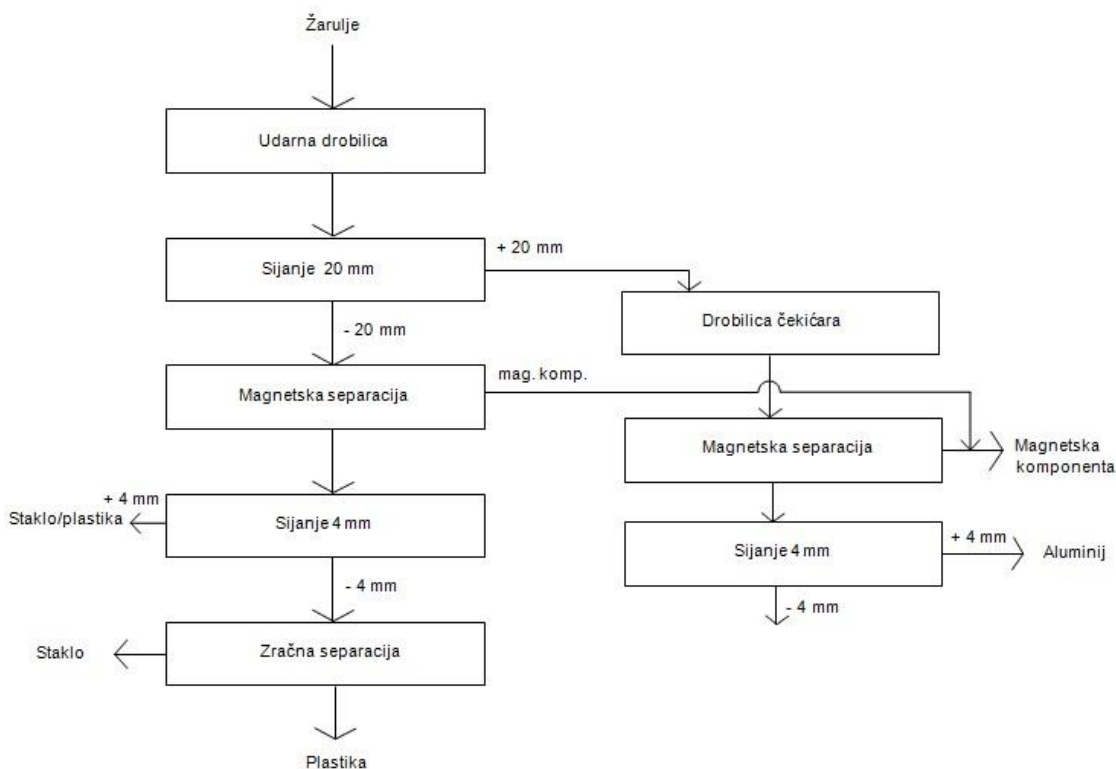 Žarulje
Udarna drobilica
+ 20 mm
Sijanje 20 mm
Drobilica čekićara
- 20 mm
mag. komp.
Magnetska separacija
Magnetska separacija
Magnetska
komponenta
+ 4 mm
Staklo/plastika
Sijanje 4 mm
+ 4 mm
Sijanje 4 mm
Aluminij
- 4 mm
- 4 mm
Staklo
Zračna separacija
Plastika